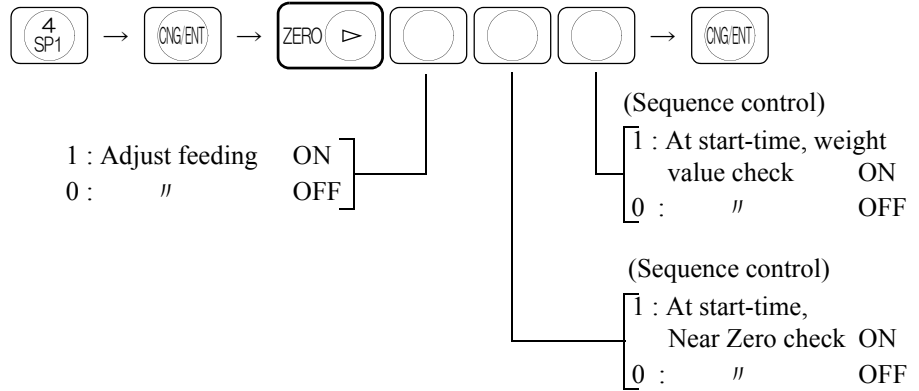 4
SP1 → CNG/ENT → ZERO ▷ → CNG/ENT
(Sequence control)
1 : At start-time, weight
value check ON
0 : 〃 OFF
1 : Adjust feeding ON
0 : 〃 OFF
(Sequence control)
1 : At start-time,
Near Zero check ON
0 : 〃 OFF